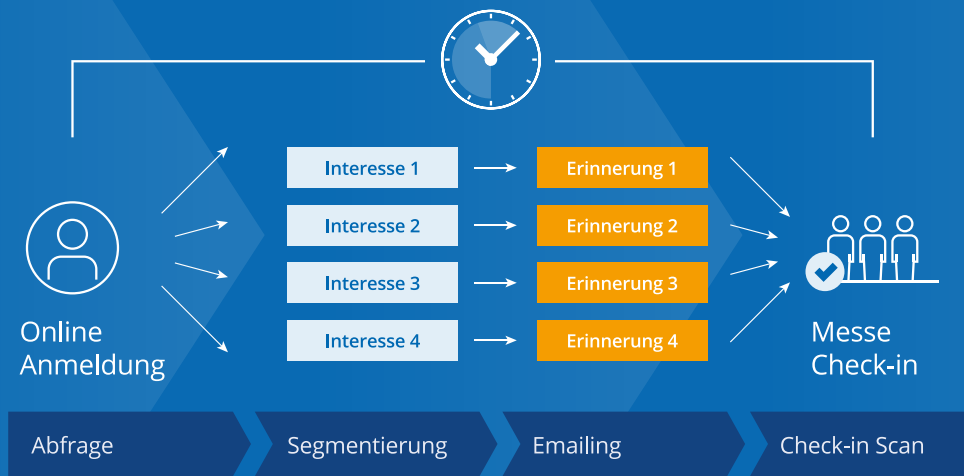 Interesse 1
Erinnerung 1
Interesse 2
Erinnerung 2
Interesse 3
Erinnerung 3
Interesse 4
Erinnerung 4
Online
Anmeldung
Messe
Check-in
Abfrage
Segmentierung
Emailing
Check-in Scan